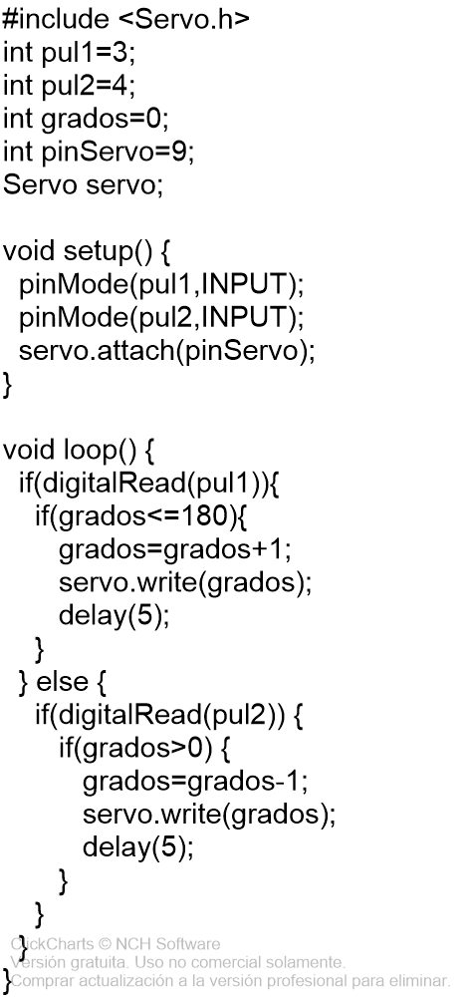 #include <Servo.h>
int pul1=3;
int pul2=4;
int grados=0;
int pinServo=9;
Servo servo;

void setup() {
  pinMode(pul1,INPUT);
  pinMode(pul2,INPUT);
  servo.attach(pinServo);
}

void loop() {
  if(digitalRead(pul1)){
    if(grados<=180){
       grados=grados+1;
       servo.write(grados);
       delay(5);
    }
  } else {
    if(digitalRead(pul2)) {
       if(grados>0) {
          grados=grados-1;
          servo.write(grados);
          delay(5);
       }
    }
  }
}
ClickCharts © NCH Software
Versión gratuita. Uso no comercial solamente.
Comprar actualización a la versión profesional para eliminar.